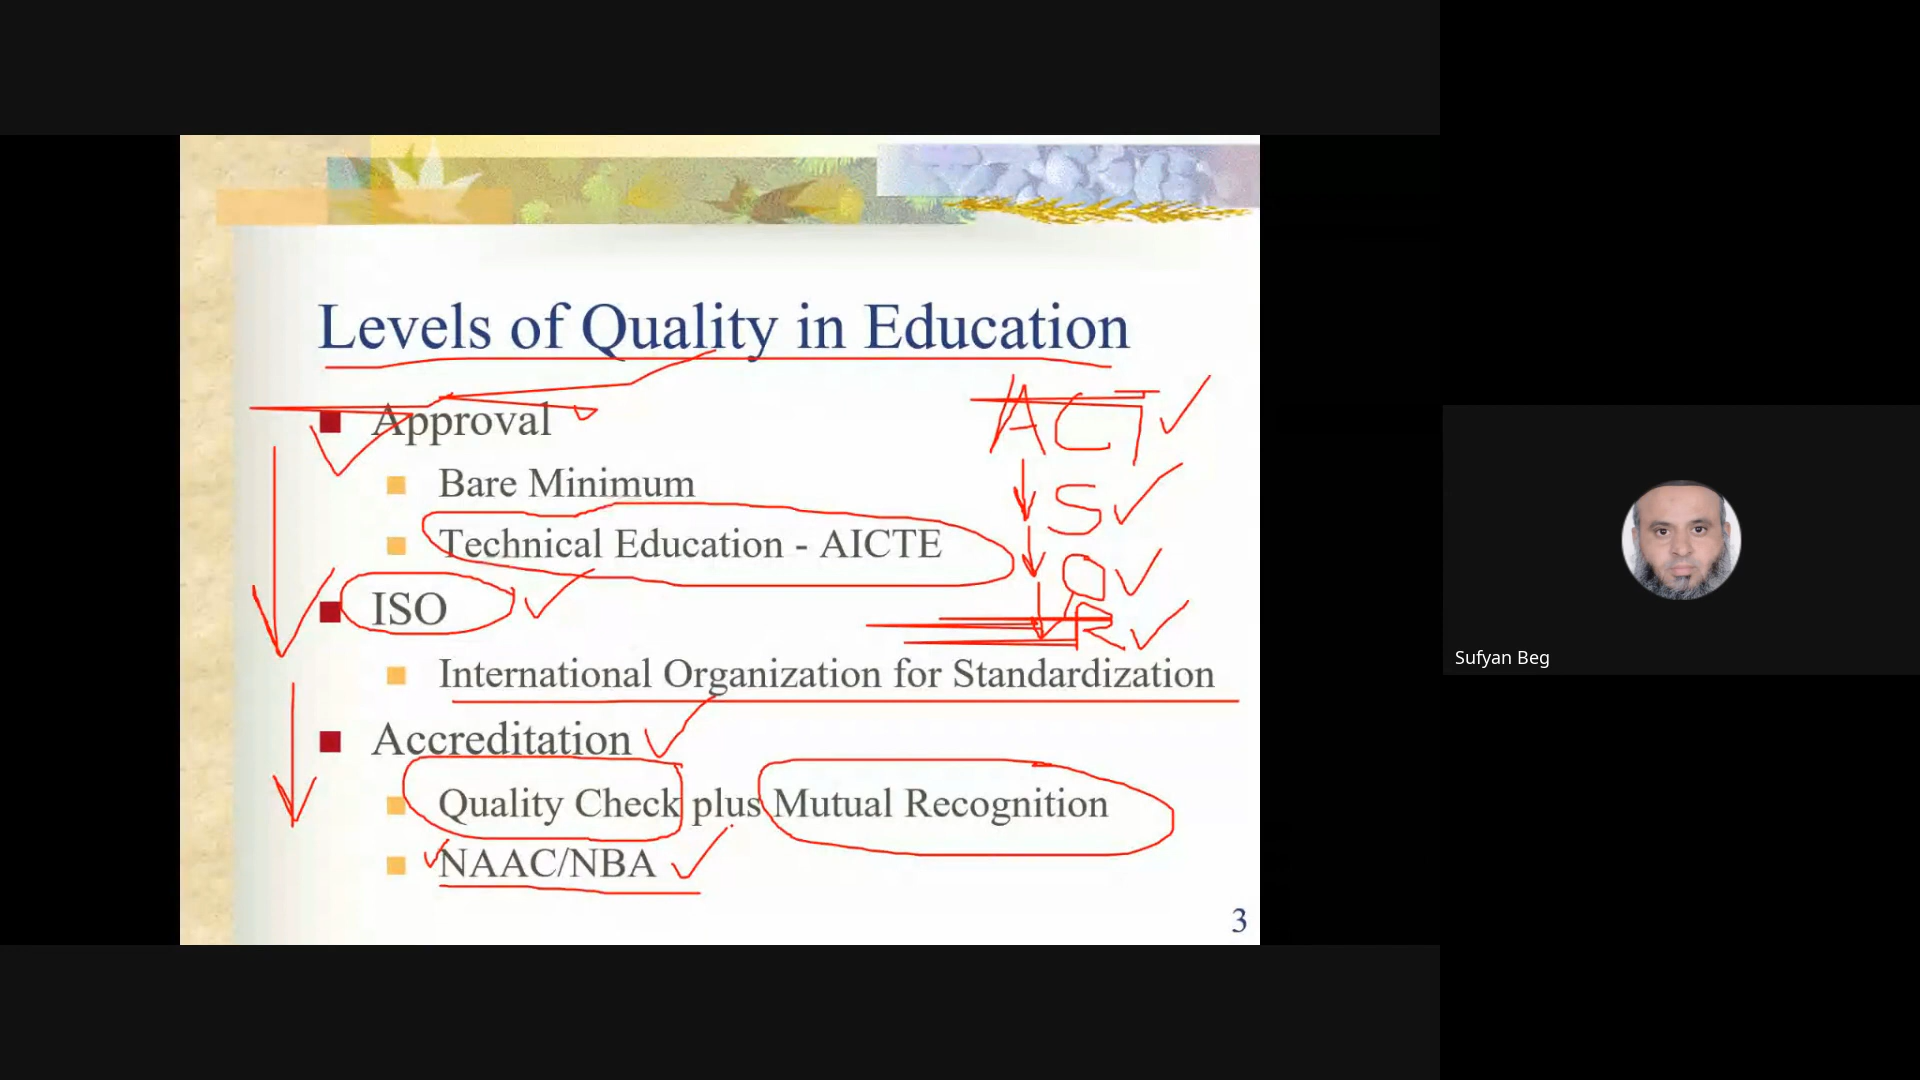 Levels of Quality in Education
Approval
ACT
Bare Minimum
S
Technical Education - AICTE
Q
ISO
R
International Organization for Standardization
Accreditation
Quality Check plus Mutual Recognition
NAAC/NBA
3
Sufyan Beg